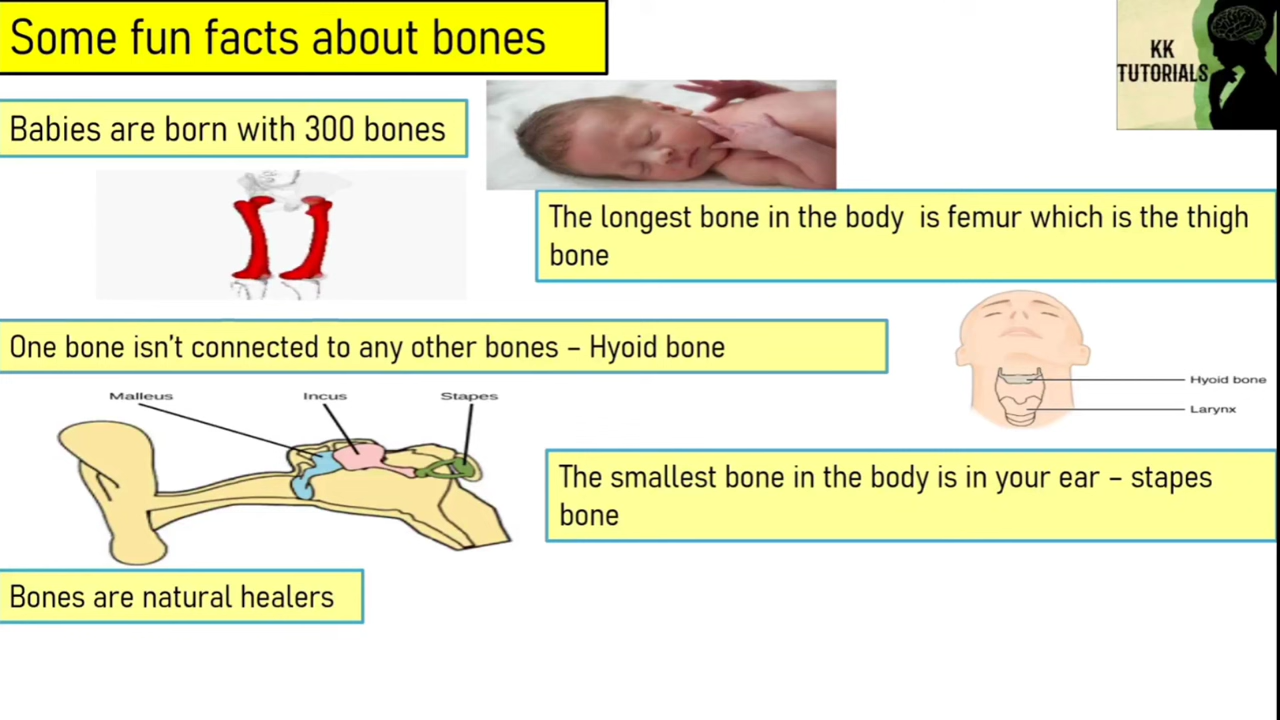 Some fun facts about bones
KK
TUTORIALS
Babies are born with 300 bones
The longest bone in the body is femur which is the thigh
bone
One bone isn't connected to any other bones – Hyoid bone
Hyoid bone
Larynx
Malleus
Incus
Stapes
The smallest bone in the body is in your ear – stapes
bone
Bones are natural healers